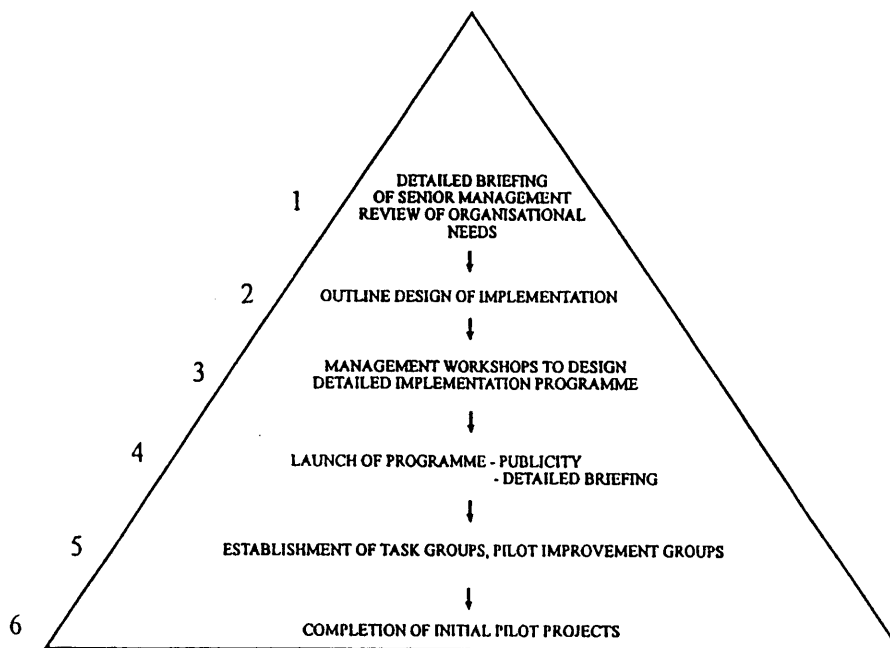 1
DETAILED BRIEFING
OF SENIOR MANAGEMENT
REVIEW OF ORGANISATIONAL
NEEDS
2
OUTLINE DESIGN OF IMPLEMENTATION
3
MANAGEMENT WORKSHOPS TO DESIGN
DETAILED IMPLEMENTATION PROGRAMME
4
LAUNCH OF PROGRAMME - PUBLICITY
- DETAILED BRIEFING
5
ESTABLISHMENT OF TASK GROUPS, PILOT IMPROVEMENT GROUPS
6
COMPLETION OF INITIAL PILOT PROJECTS